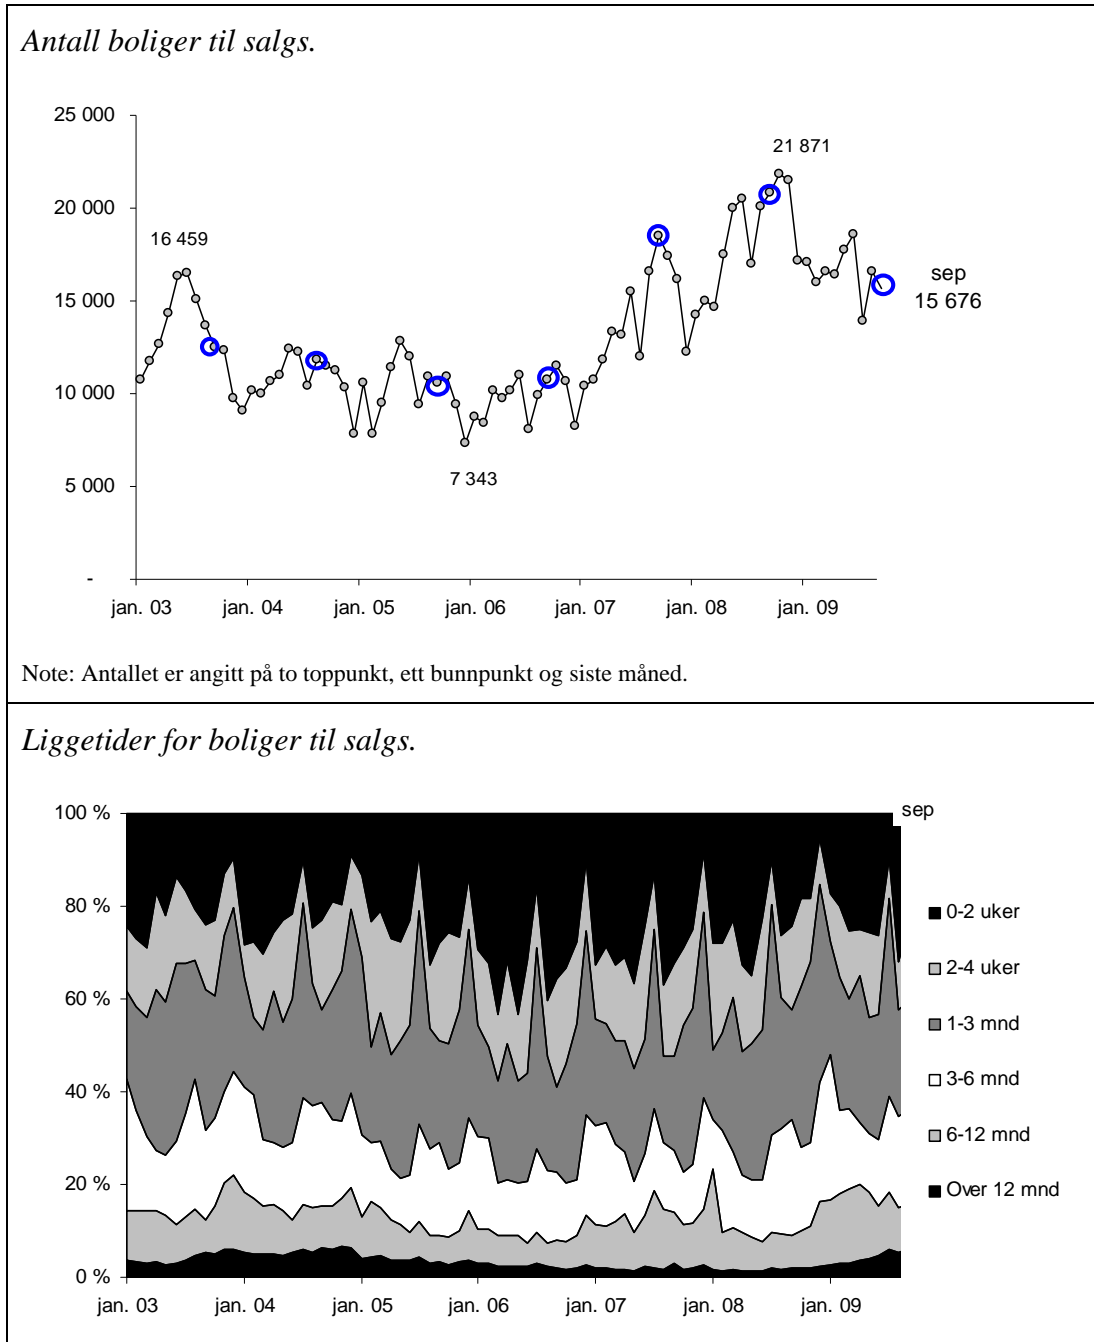 Antall boliger til salgs.
25 000
21 871
20 000
16 459
sep
15 000
15 676
10 000
7 343
5 000
-
jan. 03 jan. 04 jan. 05 jan. 06 jan. 07 jan. 08 jan. 09
Note: Antallet er angitt på to toppunkt, ett bunnpunkt og siste måned.
Liggetider for boliger til salgs.
100 %
sep
80 %
60 %
40 %
20 %
0 %
0-2 uker
2-4 uker
1-3 mnd
3-6 mnd
6-12 mnd
Over 12 mnd
jan. 03 jan. 04 jan. 05 jan. 06 jan. 07 jan. 08 jan. 09